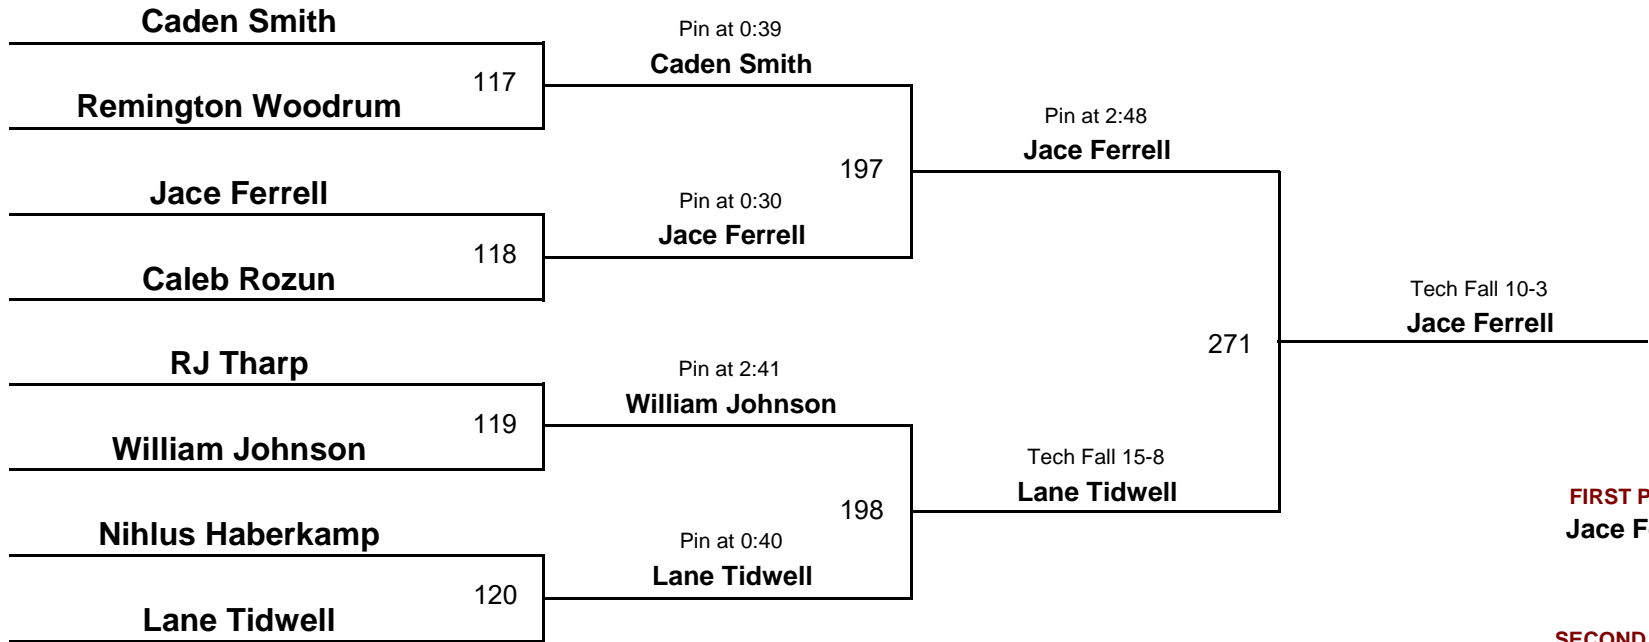 Caden Smith
Pin at 0:39
Caden Smith
117
Remington Woodrum
Pin at 2:48
Jace Ferrell
197
Jace Ferrell
Pin at 0:30
Jace Ferrell
118
Caleb Rozun
Tech Fall 10-3
Jace Ferrell
271
RJ Tharp
Pin at 2:41
William Johnson
119
William Johnson
Tech Fall 15-8
Lane Tidwell
198
FIRST P
Jace F
Nihlus Haberkamp
Pin at 0:40
Lane Tidwell
120
Lane Tidwell
SECOND